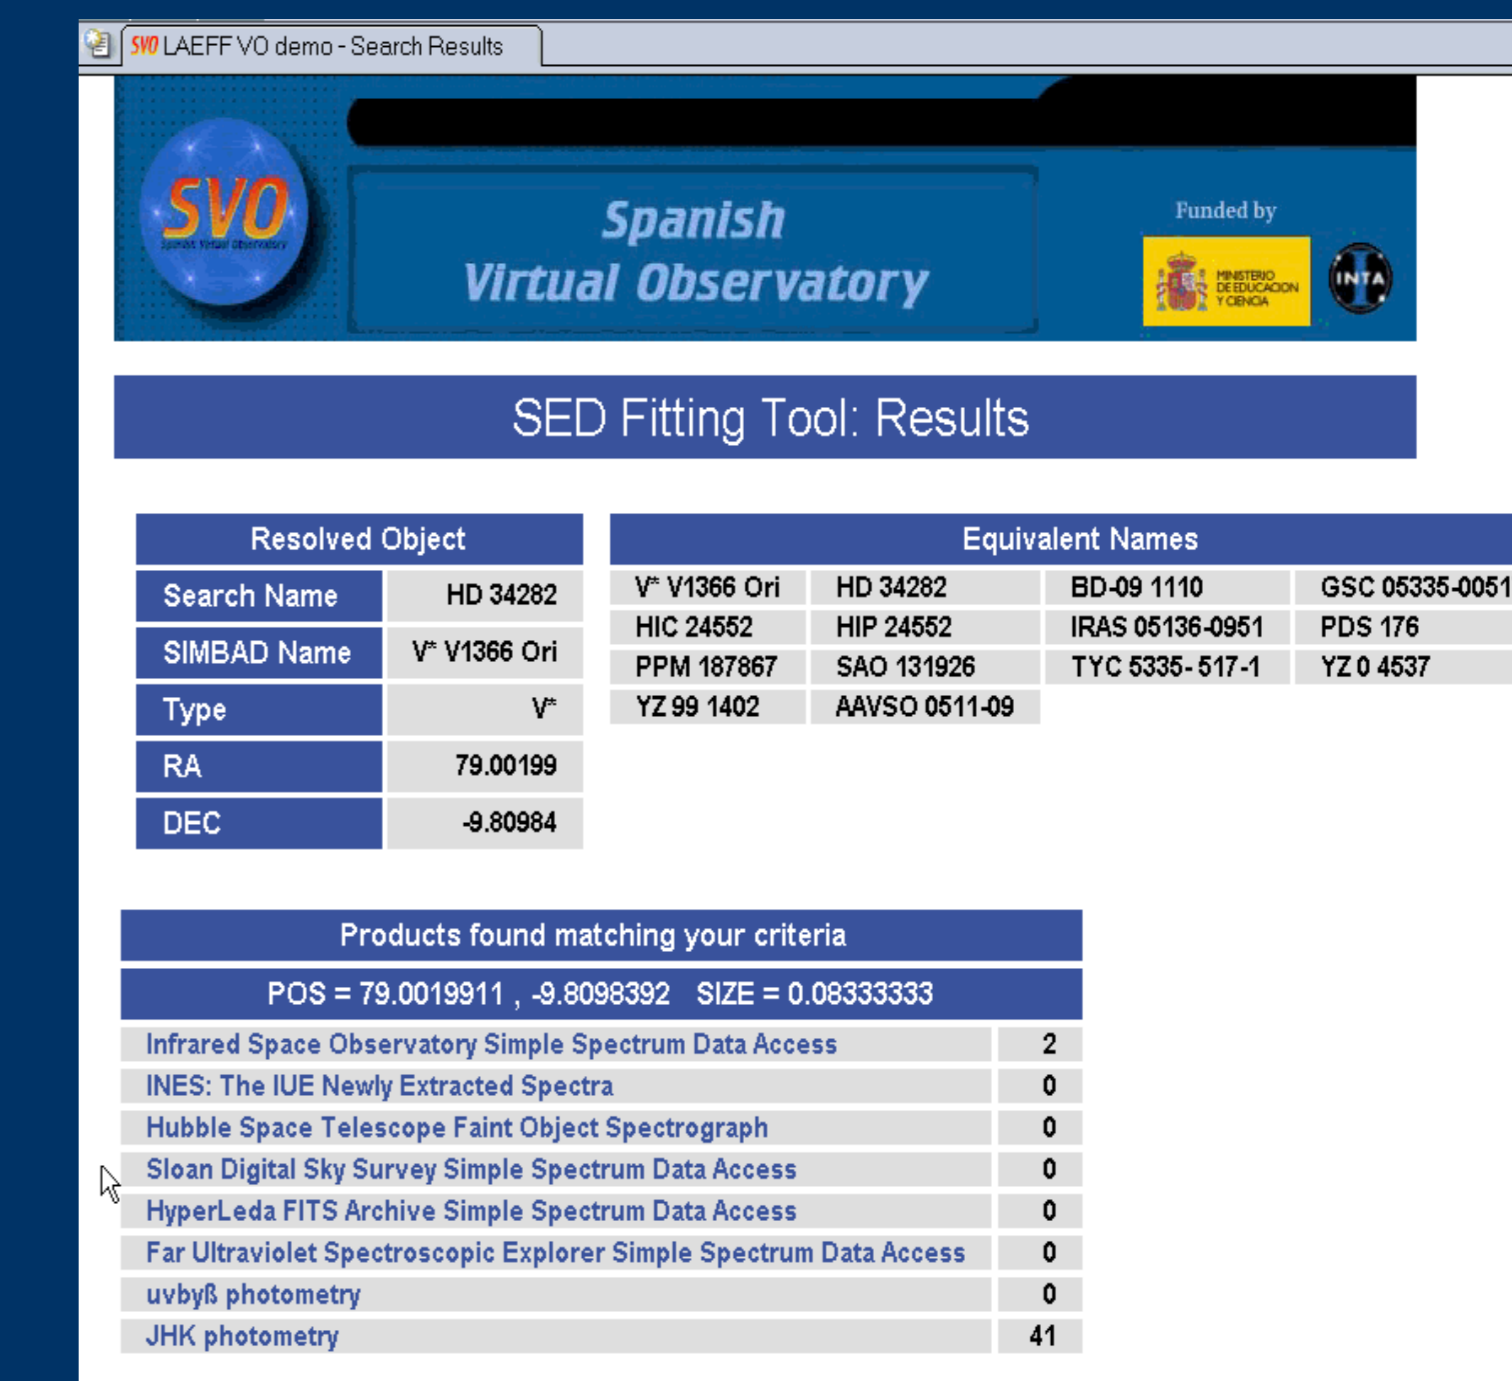 SVO LAEFF VO demo - Search Results
SVO
Spanish Virtual Observatory
Spanish
Virtual Observatory
Funded by
MINISTERIO
DE EDUCACION
Y CIENCIA
INTA
SED Fitting Tool: Results
Resolved Object
Search Name HD 34282
SIMBAD Name V* V1366 Ori
Type V*
RA 79.00199
DEC -9.80984
Equivalent Names
V* V1366 Ori HD 34282 BD-09 1110 GSC 05335-0051
HIC 24552 HIP 24552 IRAS 05136-0951 PDS 176
PPM 187867 SAO 131926 TYC 5335- 517-1 YZ 0 4537
YZ 99 1402 AAVSO 0511-09
Products found matching your criteria
POS = 79.0019911 , -9.8098392 SIZE = 0.08333333
Infrared Space Observatory Simple Spectrum Data Access 2
INES: The IUE Newly Extracted Spectra 0
Hubble Space Telescope Faint Object Spectrograph 0
Sloan Digital Sky Survey Simple Spectrum Data Access 0
HyperLeda FITS Archive Simple Spectrum Data Access 0
Far Ultraviolet Spectroscopic Explorer Simple Spectrum Data Access 0
uvbyß photometry 0
JHK photometry 41